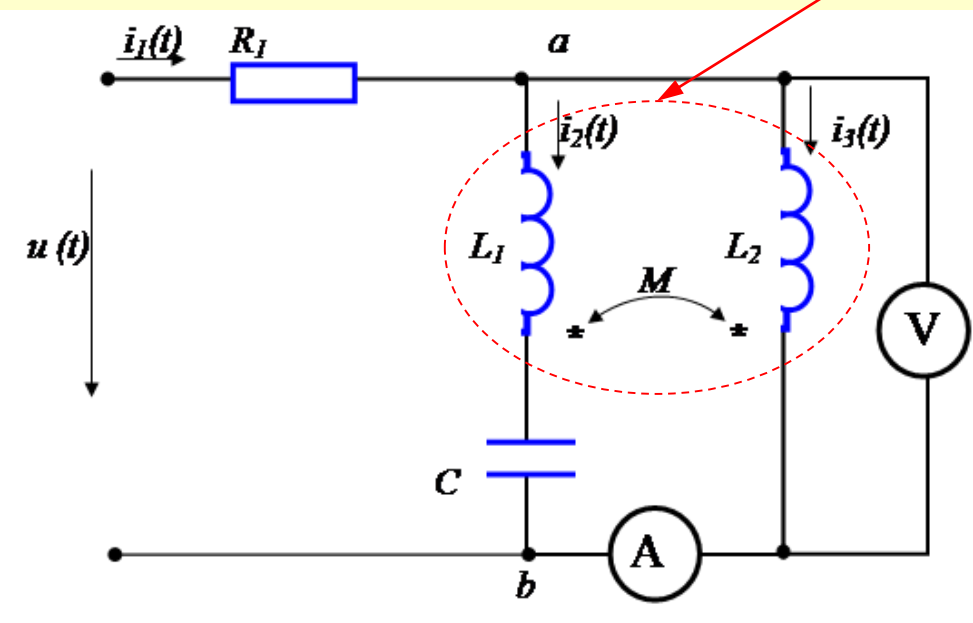 i₁(t)
R₁
a
i₂(t)
i₃(t)
u (t)
L₁
L₂
M
*
*
V
C
A
b